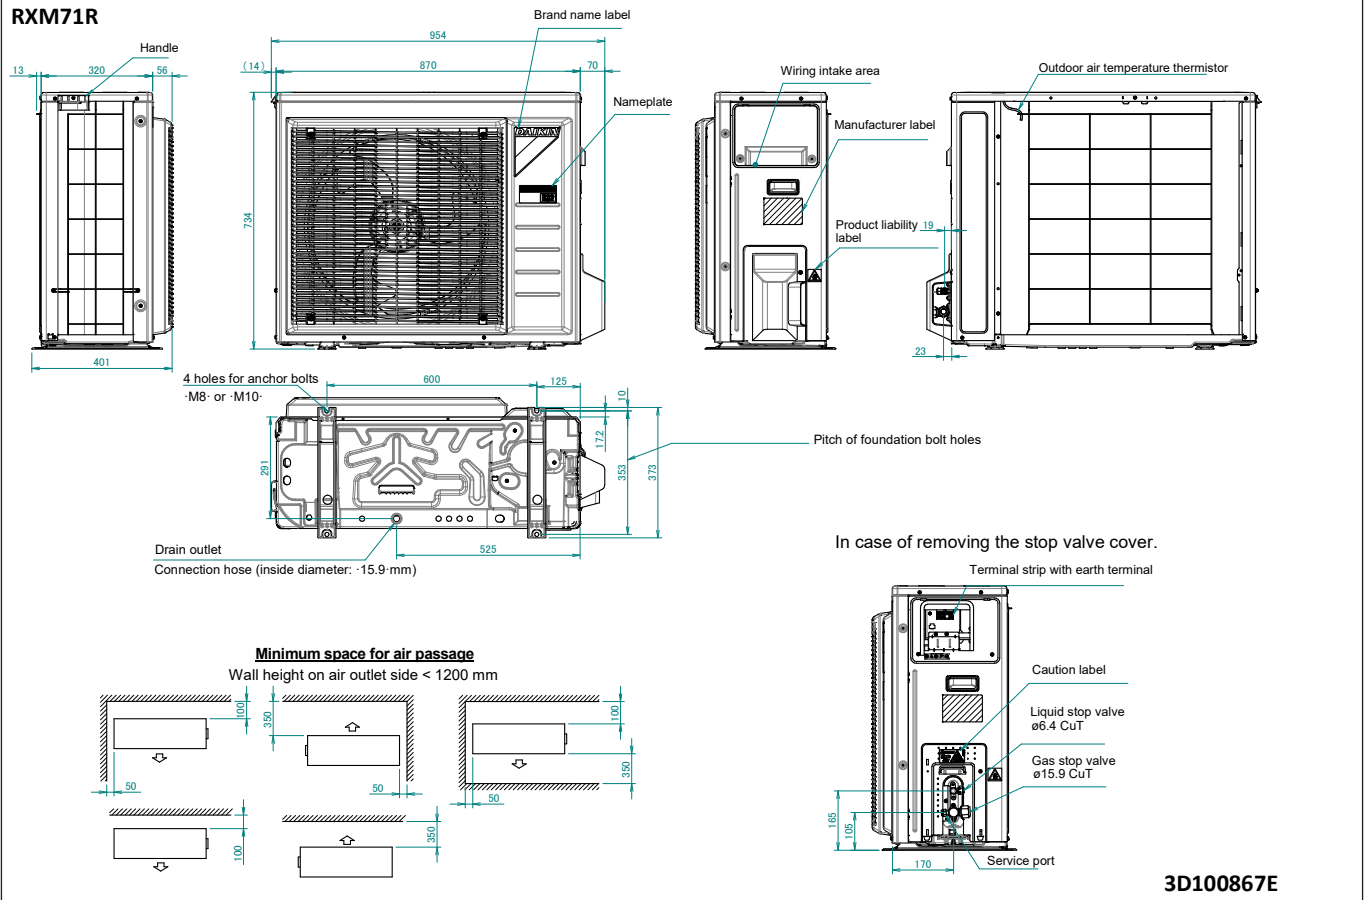 RXM71R
Brand name label
954
Handle
13
320
56
(14)
870
70
Wiring intake area
Outdoor air temperature thermistor
Nameplate
Manufacturer label
DAIKIN
734
Product liability
label
19
401
23
4 holes for anchor bolts
·M8· or ·M10·
600
125
10
17.2
291
353
373
Pitch of foundation bolt holes
Drain outlet
525
Connection hose (inside diameter: ·15.9·mm)
In case of removing the stop valve cover.
Terminal strip with earth terminal
Minimum space for air passage
Wall height on air outlet side < 1200 mm
Caution label
Liquid stop valve
ø6.4 CuT
Gas stop valve
ø15.9 CuT
100
50
350
50
100
350
50
100
350
165
105
170
Service port
3D100867E